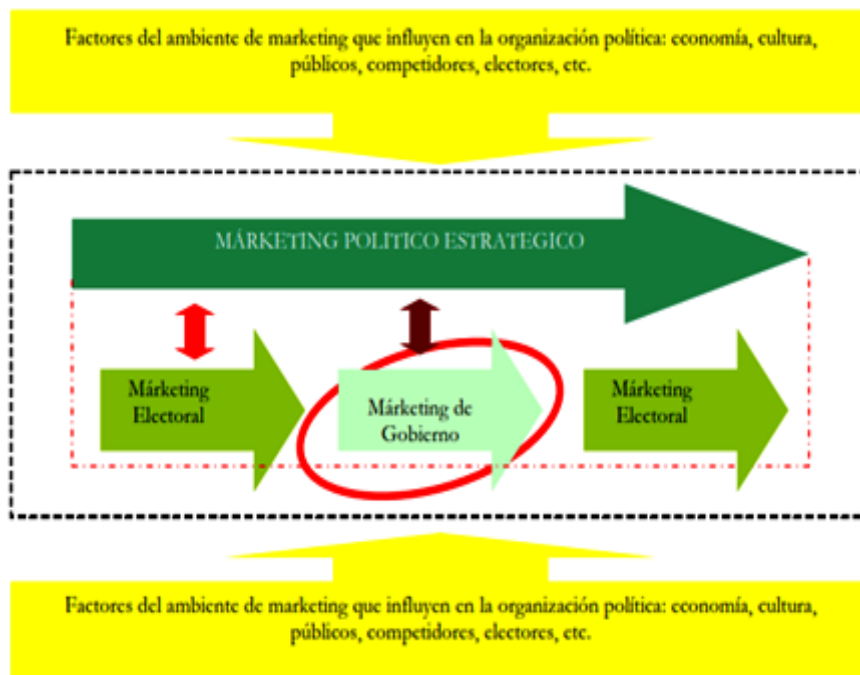 Factores del ambiente de marketing que influyen en la organización política: economía, cultura,
públicos, competidores, electores, etc.
MÁRKETING POLITICO ESTRATEGICO
Márketing
Electoral
Márketing de
Gobierno
Márketing
Electoral
Factores del ambiente de marketing que influyen en la organización política: economía, cultura,
públicos, competidores, electores, etc.